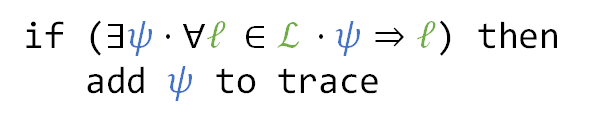 if (∃ψ · ∀ℓ ∈ ℒ · ψ ⇒ ℓ) then
add ψ to trace